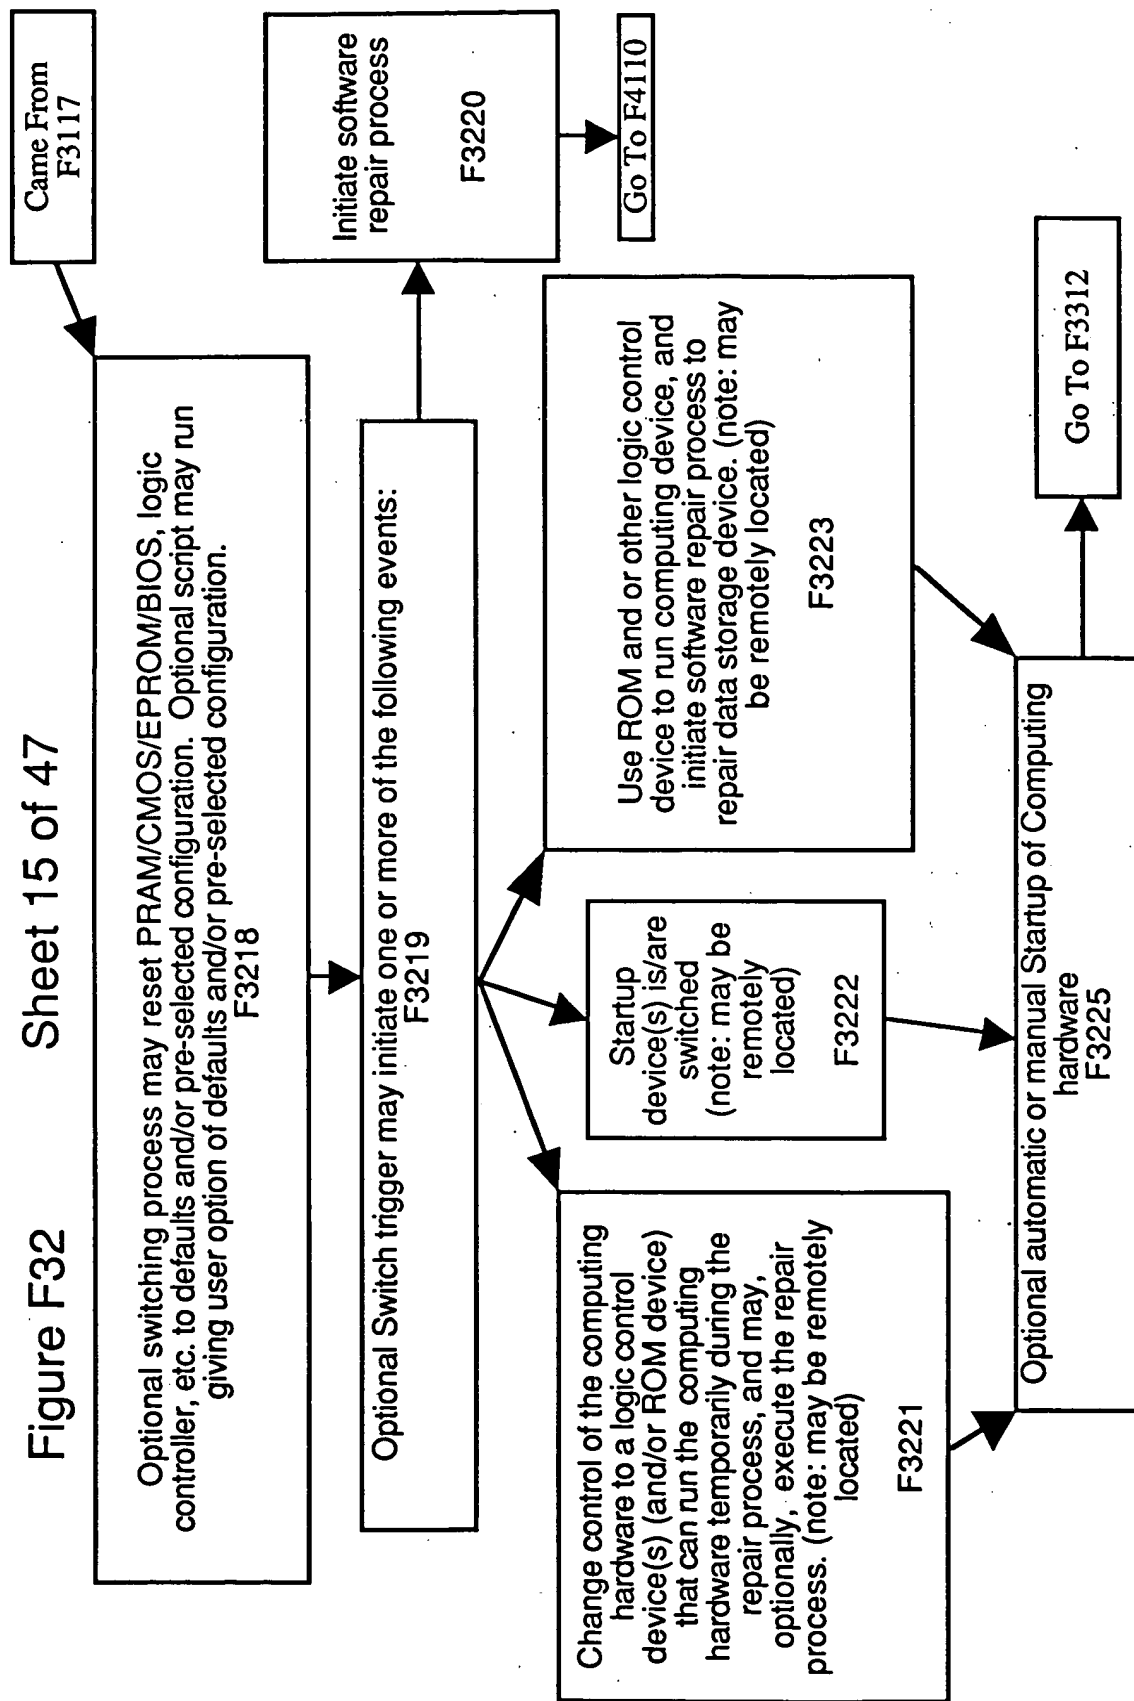 Figure F32
Sheet 15 of 47
Came From
F3117
Optional switching process may reset PRAM/CMOS/EPROM/BIOS, logic
controller, etc. to defaults and/or pre-selected configuration. Optional script may run
giving user option of defaults and/or pre-selected configuration.
F3218
Optional Switch trigger may initiate one or more of the following events:
F3219
Initiate software
repair process
F3220
Go To F4110
Change control of the computing
hardware to a logic control
device(s) (and/or ROM device)
that can run the computing
hardware temporarily during the
repair process, and may,
optionally, execute the repair
process. (note: may be remotely
located)
F3221
Startup
device(s) is/are
switched
(note: may be
remotely
located)
F3222
Use ROM and or other logic control
device to run computing device, and
initiate software repair process to
repair data storage device. (note: may
be remotely located)
F3223
Optional automatic or manual Startup of Computing
hardware
F3225
Go To F3312